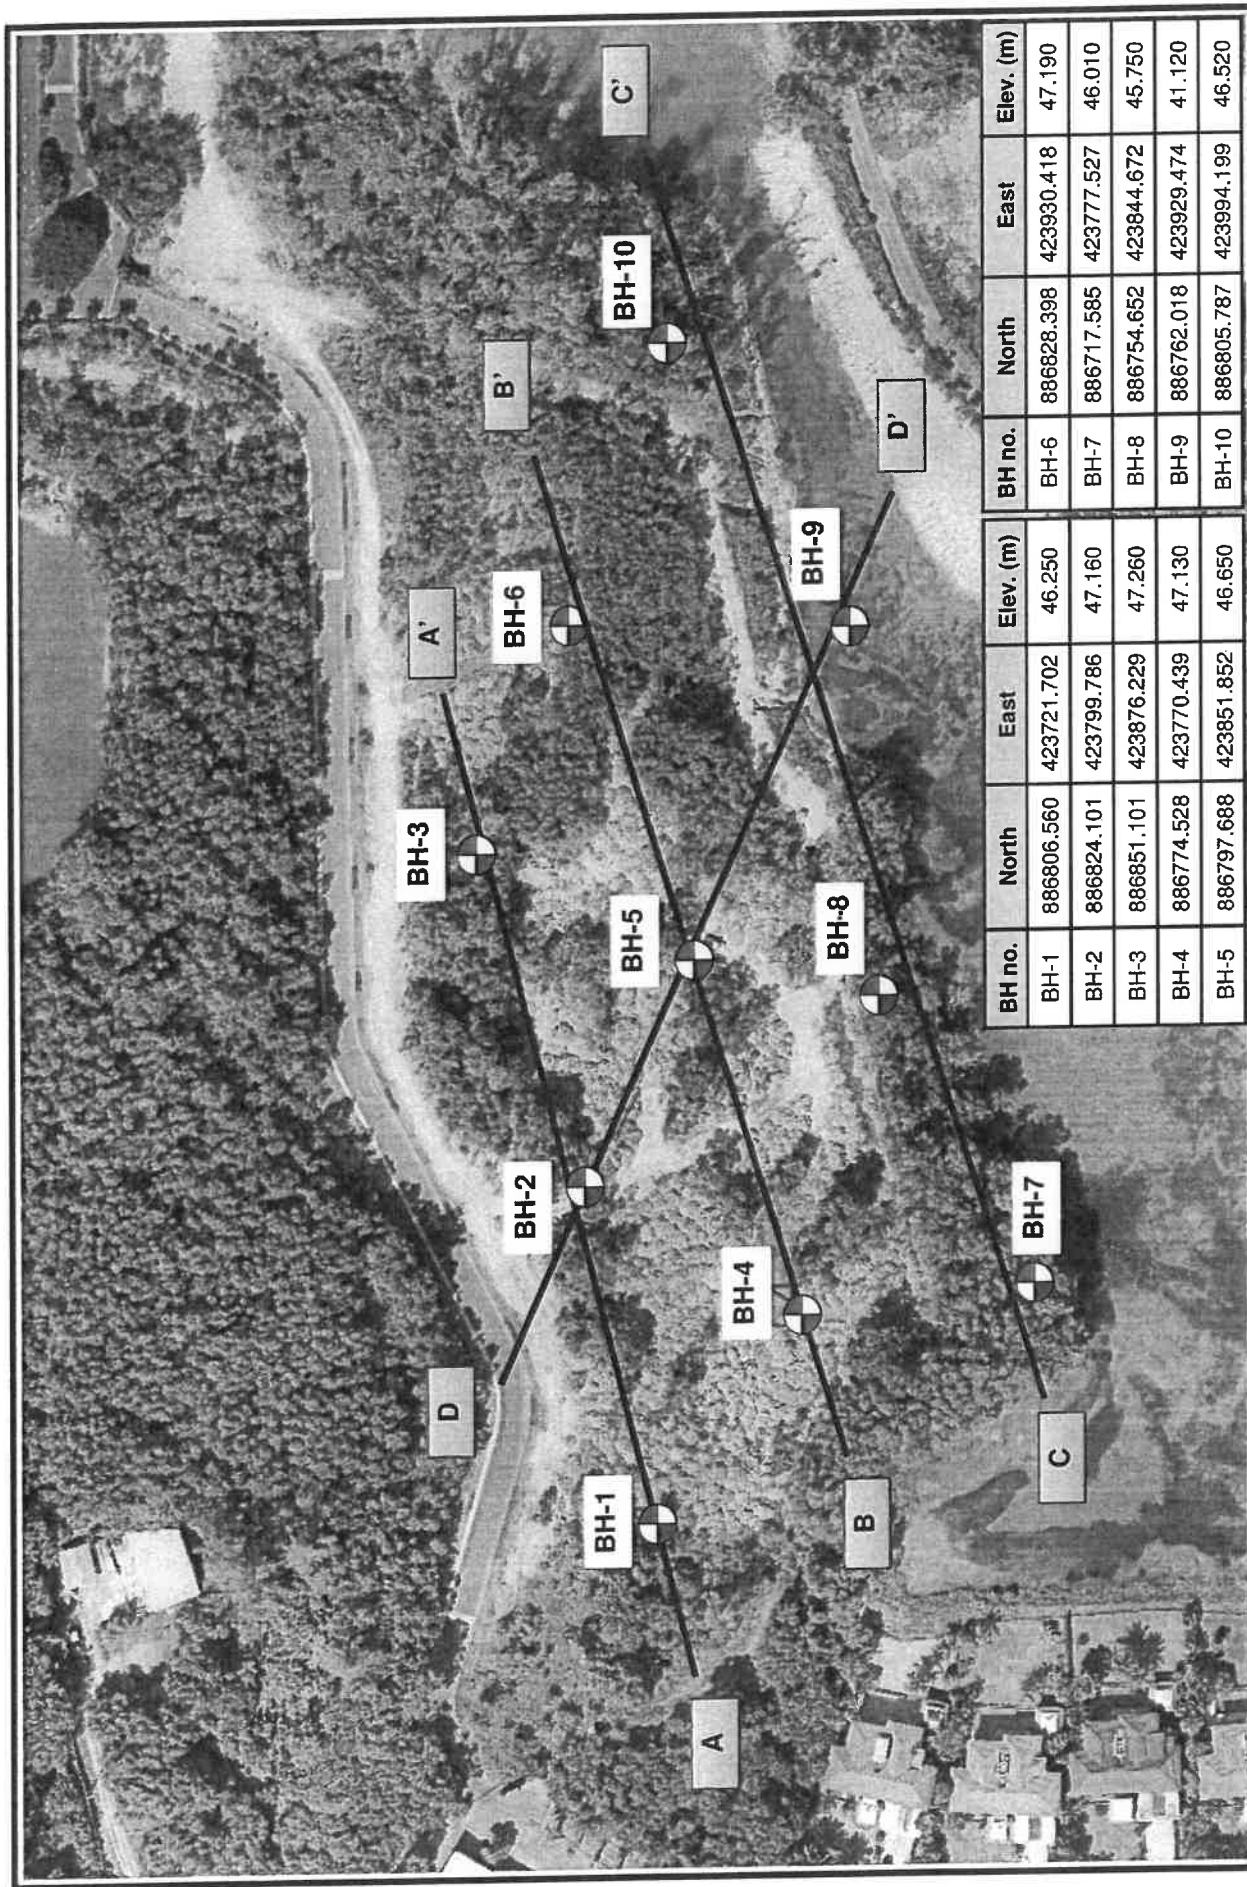 C'
BH-10
B'
D'
BH-6
BH-9
A'
BH-3
BH-5
BH-8
BH-2
BH-4
BH-7
D
BH-1
B
C
A
BH no. North East Elev. (m) BH no. North East Elev. (m)
BH-1 886806.560 423721.702 46.250 BH-6 886828.398 423930.418 47.190
BH-2 886824.101 423799.786 47.160 BH-7 886717.585 423777.527 46.010
BH-3 886851.101 423876.229 47.260 BH-8 886754.652 423844.672 45.750
BH-4 886774.528 423770.439 47.130 BH-9 886762.018 423929.474 41.120
BH-5 886797.688 423851.852 46.650 BH-10 886805.787 423994.199 46.520